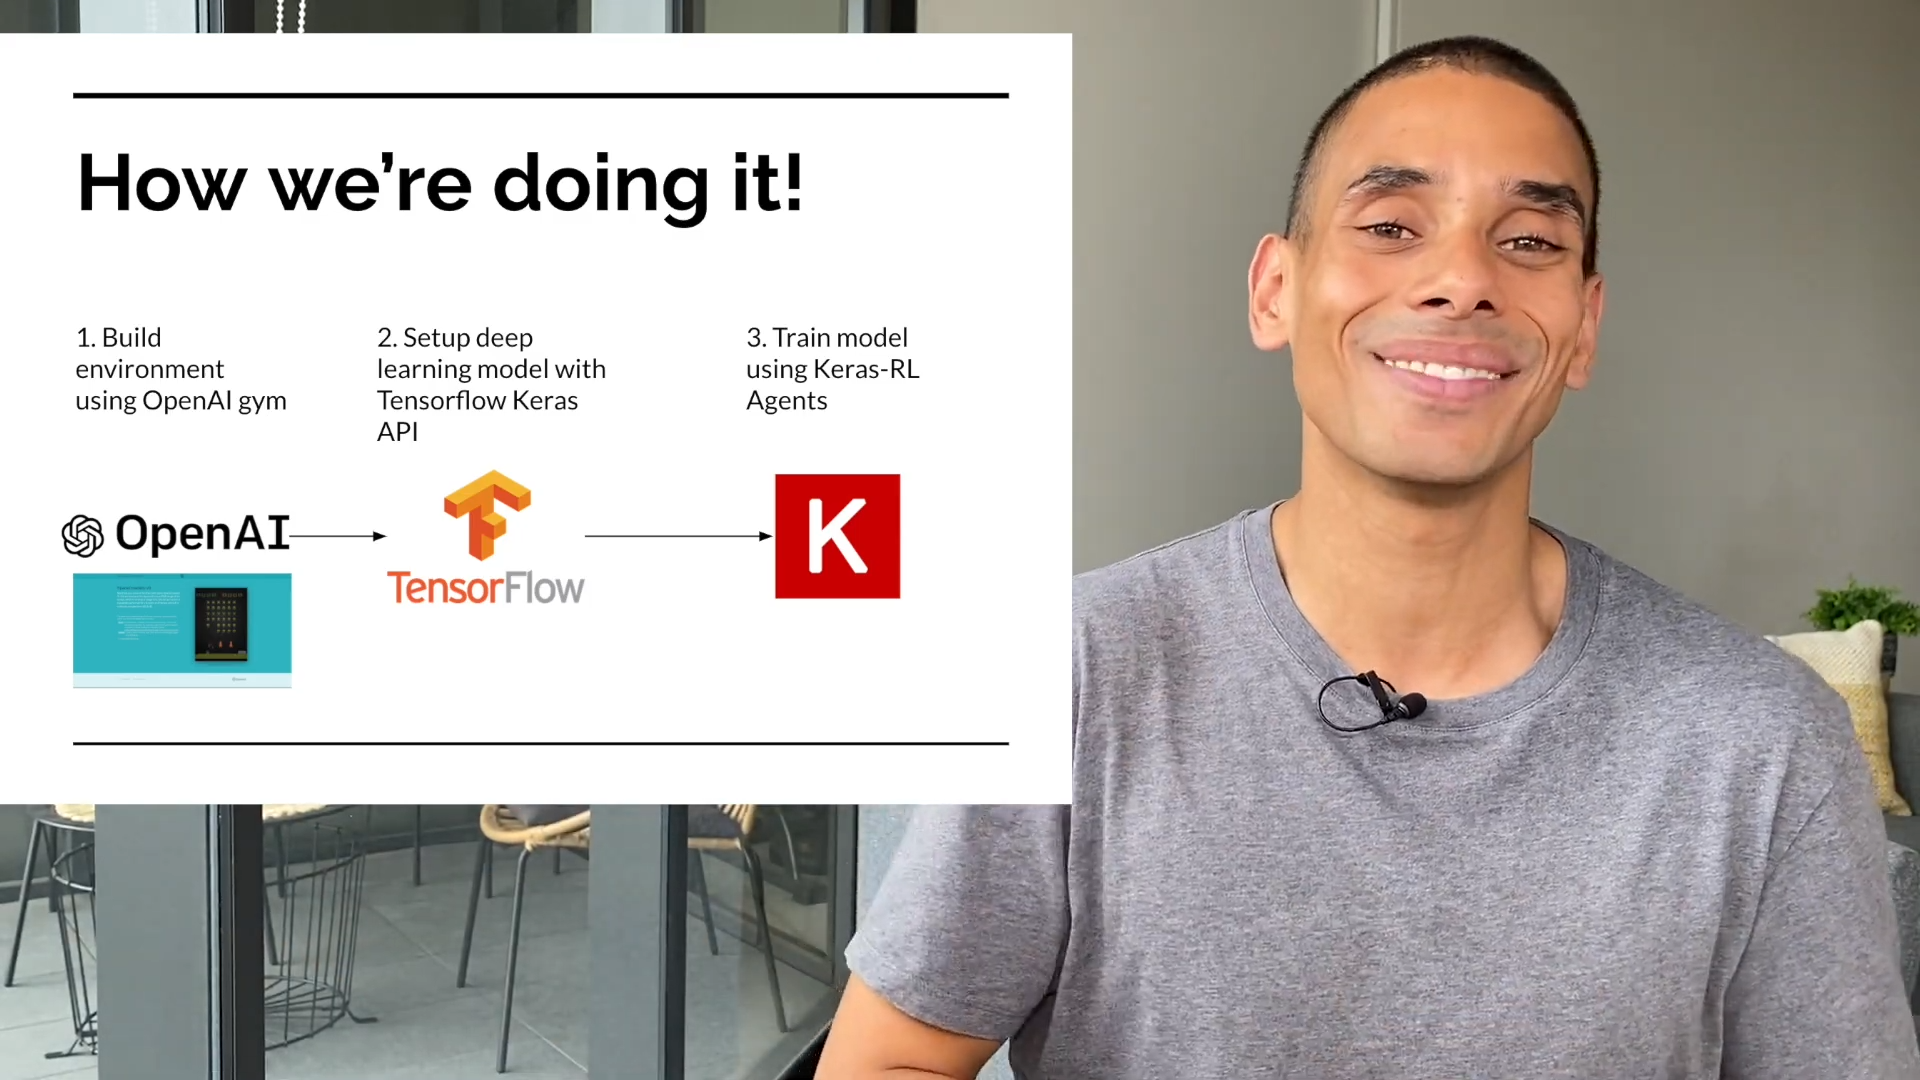 How we're doing it!
1. Build
environment
using OpenAI gym
2. Setup deep
learning model with
Tensorflow Keras
API
3. Train model
using Keras-RL
Agents
OpenAI
TensorFlow
K